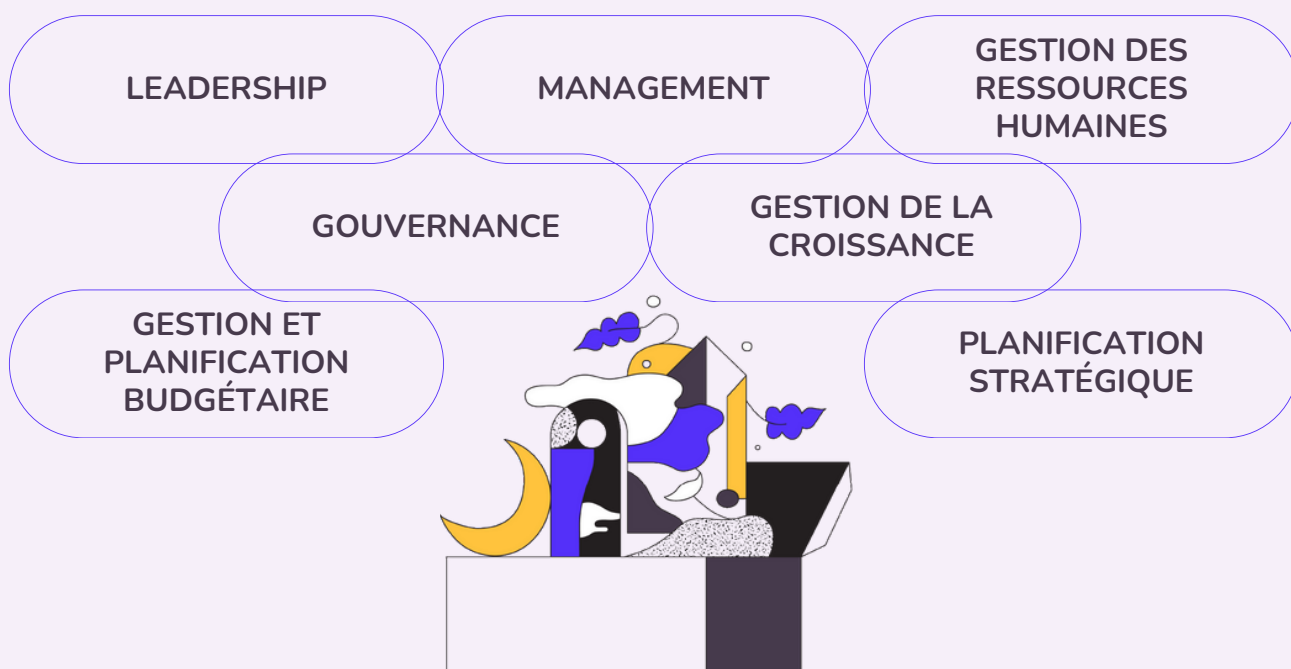 LEADERSHIP
MANAGEMENT
GESTION DES
RESSOURCES
HUMAINES
GOUVERNANCE
GESTION DE LA
CROISSANCE
GESTION ET
PLANIFICATION
BUDGÉTAIRE
PLANIFICATION
STRATÉGIQUE